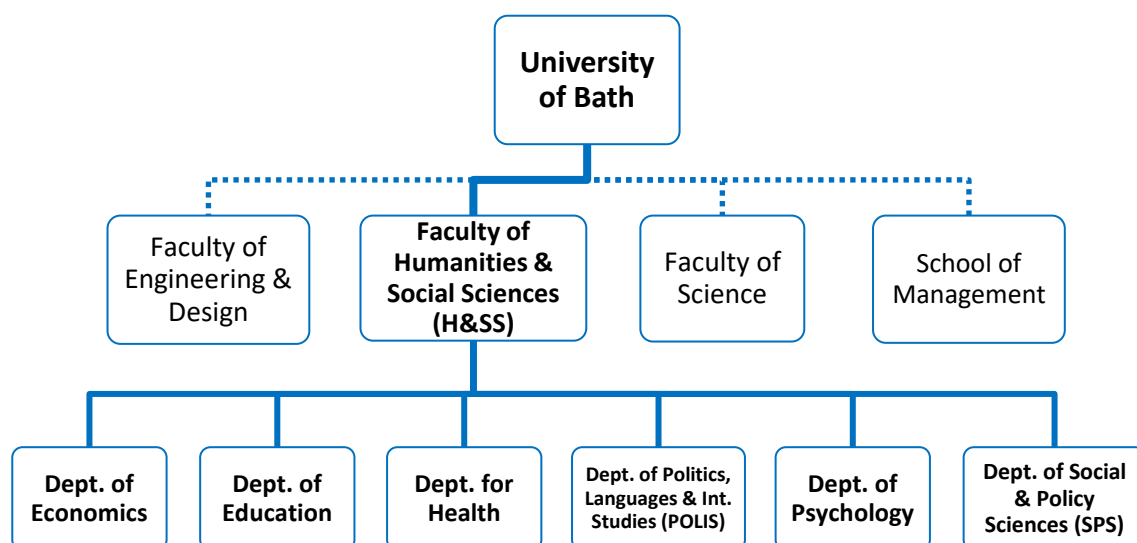 University
of Bath
Faculty of
Engineering &
Design
Faculty of
Humanities &
Social Sciences
(H&SS)
Faculty of
Science
School of
Management
Dept. of
Economics
Dept. of
Education
Dept. for
Health
Dept. of Politics,
Languages & Int.
Studies (POLIS)
Dept. of
Psychology
Dept. of Social
& Policy
Sciences (SPS)